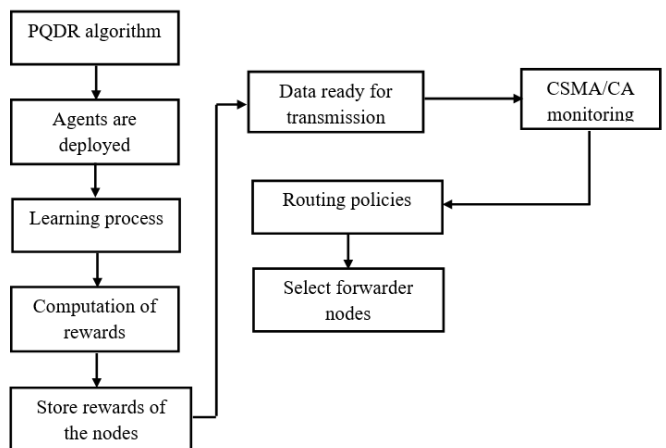 PQDR algorithm
Agents are
deployed
Learning process
Computation of
rewards
Store rewards of
the nodes
Data ready for
transmission
CSMA/CA
monitoring
Routing policies
Select forwarder
nodes